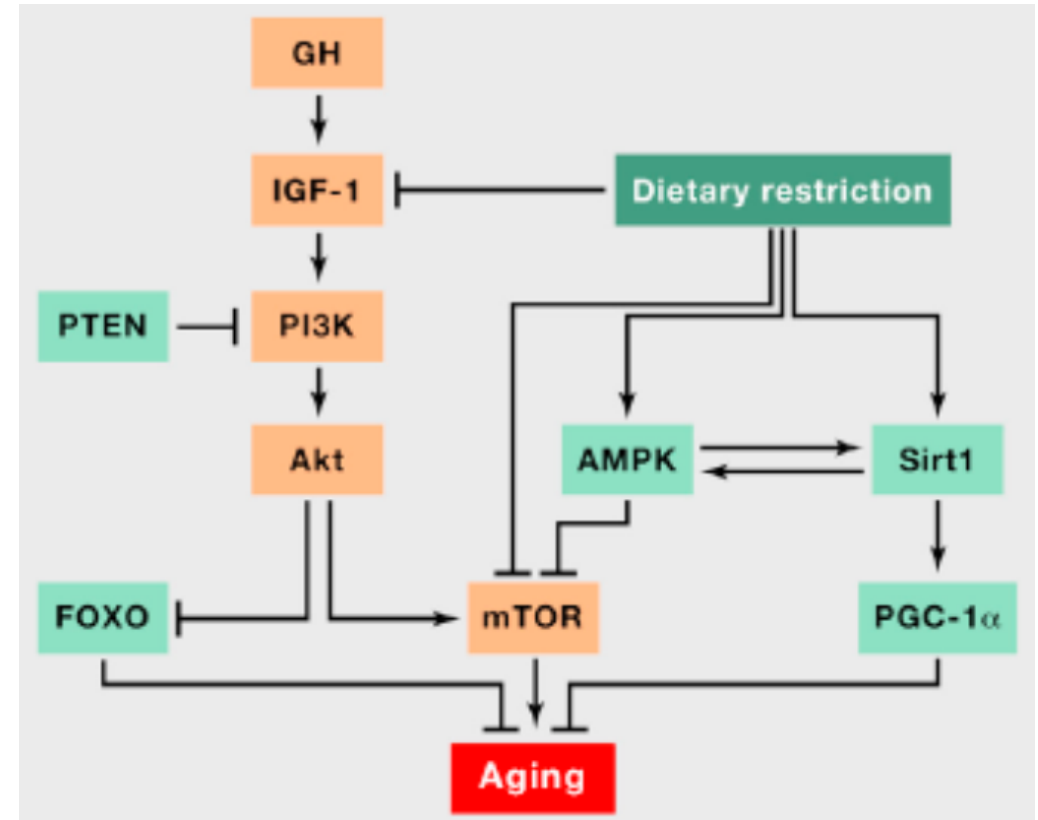 GH
IGF-1
Dietary restriction
PTEN
PI3K
Akt
AMPK
Sirt1
FOXO
mTOR
PGC-1α
Aging